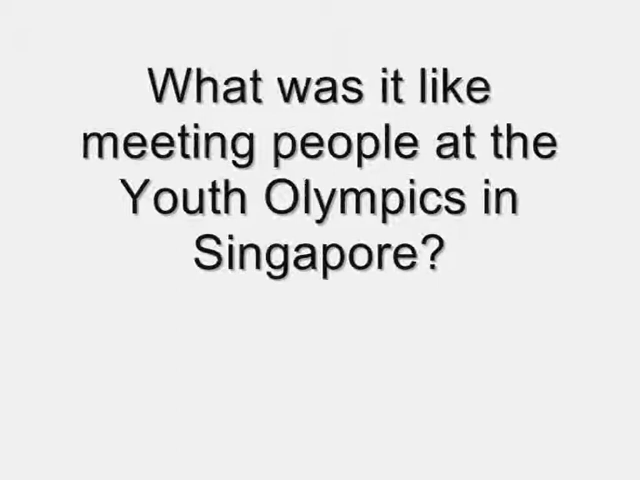 What was it like
meeting people at the
Youth Olympics in
Singapore?